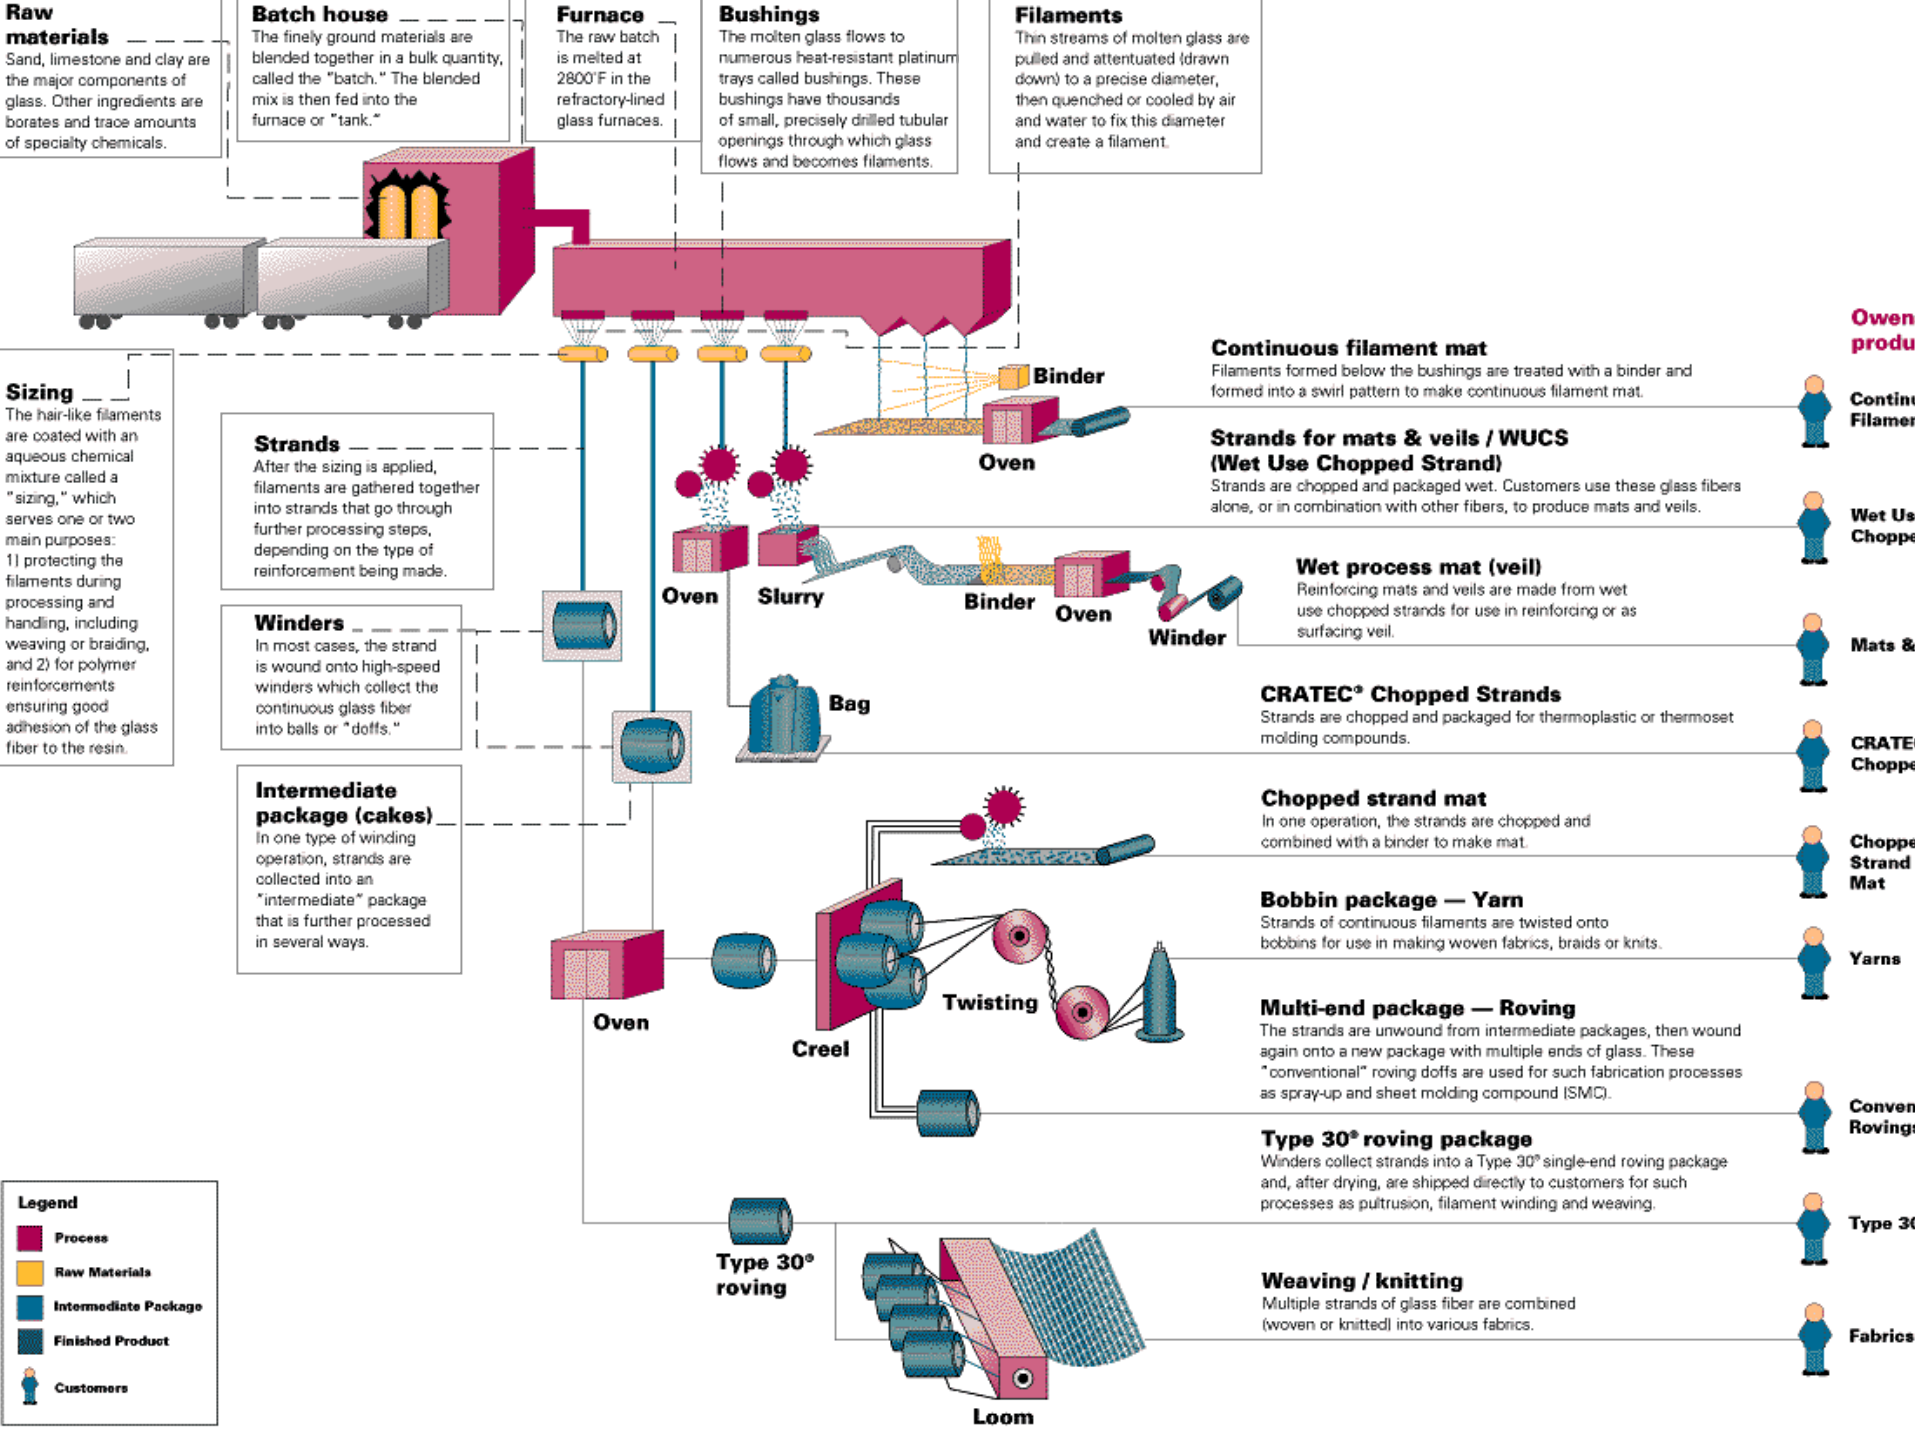 Raw
materials
Sand, limestone and clay are
the major components of
glass. Other ingredients are
borates and trace amounts
of specialty chemicals.
Batch house
The finely ground materials are
blended together in a bulk quantity,
called the "batch." The blended
mix is then fed into the
furnace or "tank."
Furnace
The raw batch
is melted at
2800°F in the
refractory-lined
glass furnaces.
Bushings
The molten glass flows to
numerous heat-resistant platinum
trays called bushings. These
bushings have thousands
of small, precisely drilled tubular
openings through which glass
flows and becomes filaments.
Filaments
Thin streams of molten glass are
pulled and attentuated (drawn
down) to a precise diameter,
then quenched or cooled by air
and water to fix this diameter
and create a filament.
Sizing
The hair-like filaments
are coated with an
aqueous chemical
mixture called a
"sizing," which
serves one or two
main purposes:
1) protecting the
filaments during
processing and
handling, including
weaving or braiding,
and 2) for polymer
reinforcements
ensuring good
adhesion of the glass
fiber to the resin.
Strands
After the sizing is applied,
filaments are gathered together
into strands that go through
further processing steps,
depending on the type of
reinforcement being made.
Winders
In most cases, the strand
is wound onto high-speed
winders which collect the
continuous glass fiber
into balls or "doffs."
Intermediate
package (cakes)
In one type of winding
operation, strands are
collected into an
"intermediate" package
that is further processed
in several ways.
Binder
Oven
Oven
Slurry
Binder
Oven
Winder
Bag
Oven
Creel
Twisting
Type 30®
roving
Loom
Continuous filament mat
Filaments formed below the bushings are treated with a binder and
formed into a swirl pattern to make continuous filament mat.
Strands for mats & veils / WUCS
(Wet Use Chopped Strand)
Strands are chopped and packaged wet. Customers use these glass fibers
alone, or in combination with other fibers, to produce mats and veils.
Wet process mat (veil)
Reinforcing mats and veils are made from wet
use chopped strands for use in reinforcing or as
surfacing veil.
CRATEC® Chopped Strands
Strands are chopped and packaged for thermoplastic or thermoset
molding compounds.
Chopped strand mat
In one operation, the strands are chopped and
combined with a binder to make mat.
Bobbin package — Yarn
Strands of continuous filaments are twisted onto
bobbins for use in making woven fabrics, braids or knits.
Multi-end package — Roving
The strands are unwound from intermediate packages, then wound
again onto a new package with multiple ends of glass. These
"conventional" roving doffs are used for such fabrication processes
as spray-up and sheet molding compound (SMC).
Type 30® roving package
Winders collect strands into a Type 30® single-end roving package
and, after drying, are shipped directly to customers for such
processes as pultrusion, filament winding and weaving.
Weaving / knitting
Multiple strands of glass fiber are combined
(woven or knitted) into various fabrics.
Owen
produ
Continu
Filamen
Wet Us
Choppe
Mats &
CRATEC
Choppe
Choppe
Strand
Mat
Yarns
Conven
Rovings
Type 30
Fabrics
Legend
Process
Raw Materials
Intermediate Package
Finished Product
Customers